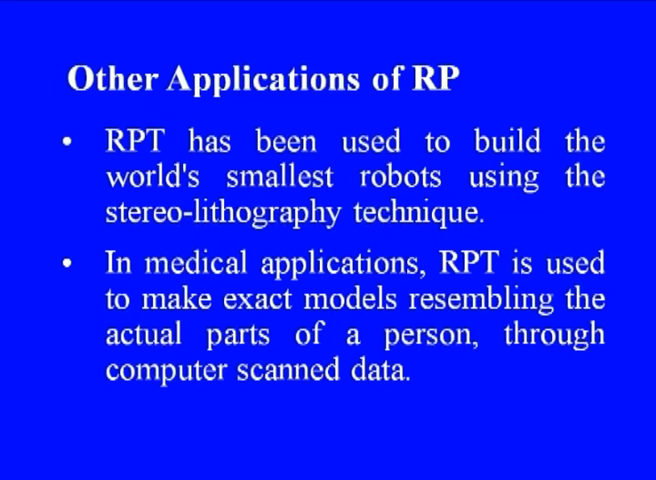 Other Applications of RP
• RPT has been used to build the
world's smallest robots using the
stereo-lithography technique.
• In medical applications, RPT is used
to make exact models resembling the
actual parts of a person, through
computer scanned data.